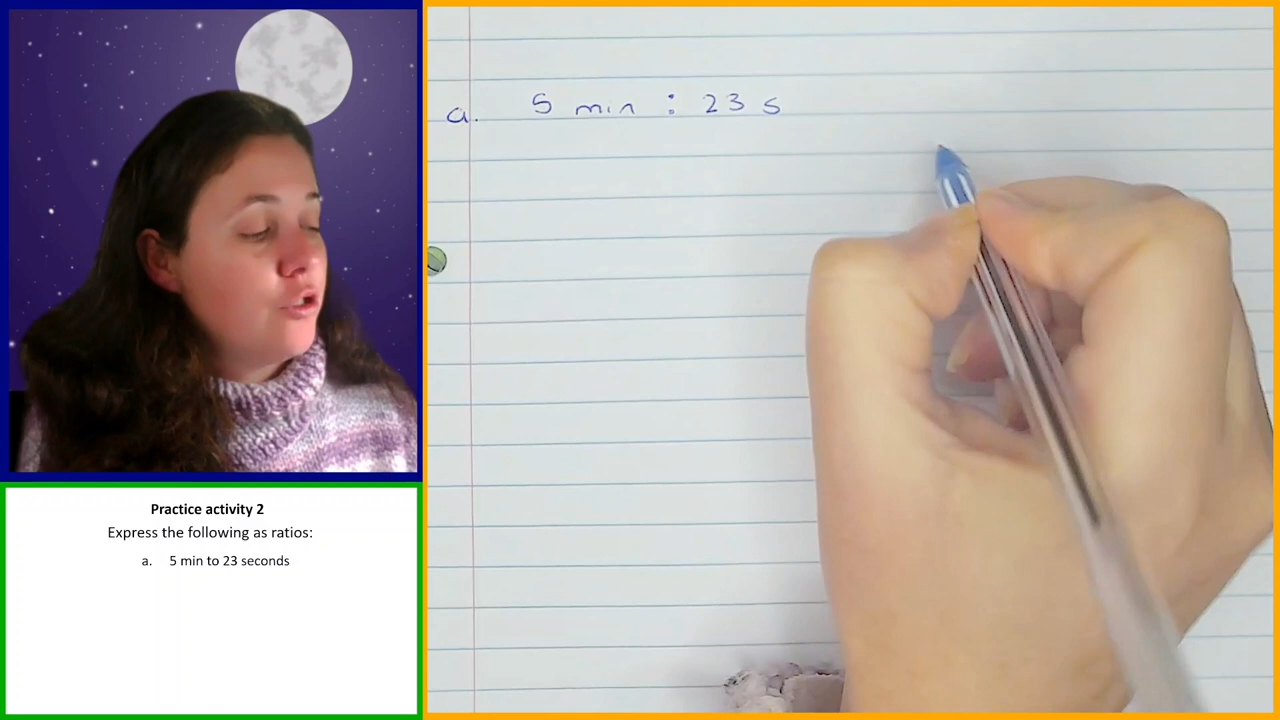 a. 5 min : 23 s
Practice activity 2
Express the following as ratios:
a. 5 min to 23 seconds